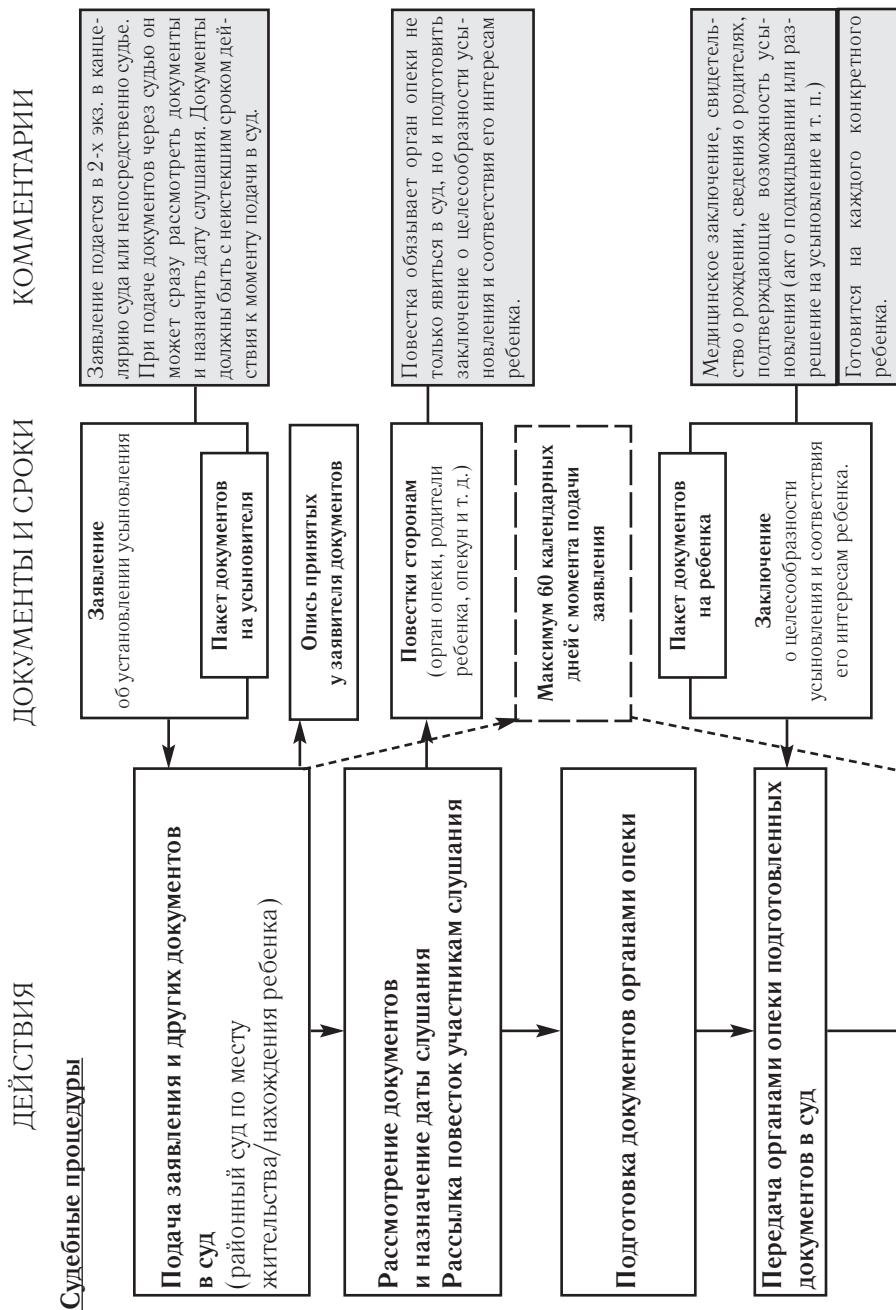 ДЕЙСТВИЯ
ДОКУМЕНТЫ И СРОКИ
КОММЕНТАРИИ
Судебные процедуры
Подача заявления и других документов
в суд
(районный суд по месту
жительства/нахождения ребенка)
Заявление
об установлении усыновления
Пакет документов
на усыновителя
Заявление подается в 2-х экз. в канце-
лярию суда или непосредственно судье.
При подаче документов через судью он
может сразу рассмотреть документы
и назначить дату слушания. Документы
должны быть с неистекшим сроком дей-
ствия к моменту подачи в суд.
Опись принятых
у заявителя документов
Рассмотрение документов
и назначение даты слушания
Рассылка повесток участникам слушания
Повестки сторонам
(орган опеки, родители
ребенка, опекун и т. д.)
Повестка обязывает орган опеки не
только явиться в суд, но и подготовить
заключение о целесообразности усы-
новления и соответствия его интересам
ребенка.
Максимум 60 календарных
дней с момента подачи
заявления
Подготовка документов органами опеки
Передача органами опеки подготовленных
документов в суд
Пакет документов
на ребенка
Заключение
о целесообразности
усыновления и соответствия
его интересам ребенка.
Медицинское заключение, свидетель-
ство о рождении, сведения о родителях,
подтверждающие возможность усы-
новления (акт о подкидывании или раз-
решение на усыновление и т. п.)
Готовится на каждого конкретного
ребенка.